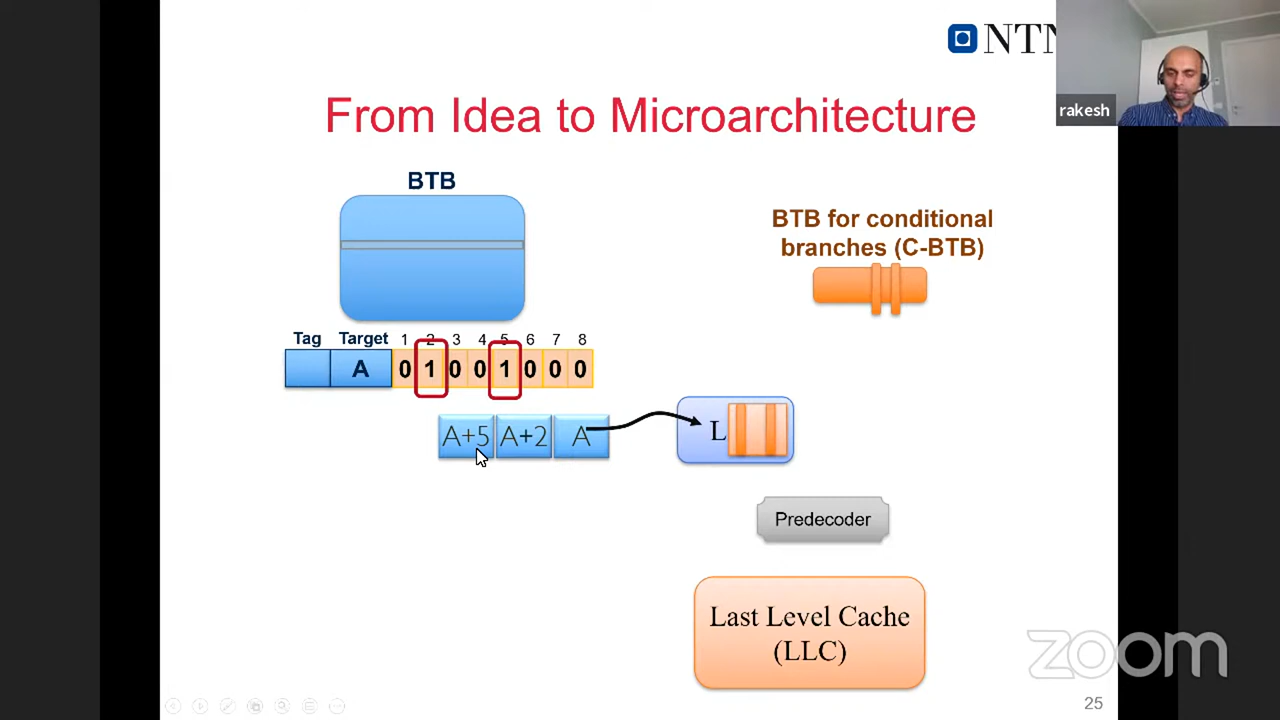 NTN
rakesh
From Idea to Microarchitecture
BTB
BTB for conditional
branches (C-BTB)
Tag Target 1 2 3 4 5 6 7 8
A 0 1 0 0 1 0 0 0
A+5 A+2 A
L
Predecoder
Last Level Cache
(LLC)
zoom
25